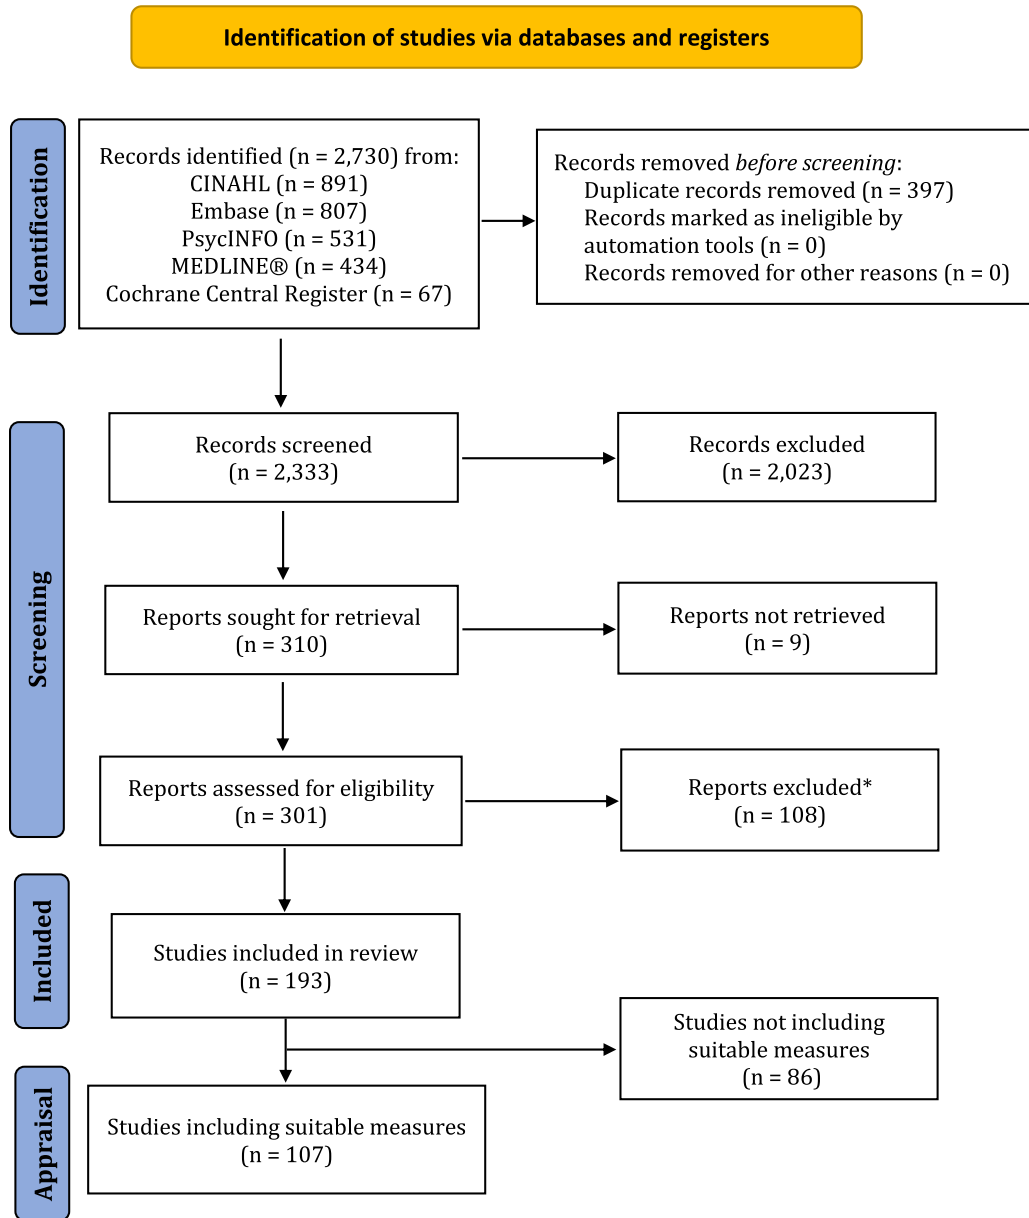 Identification of studies via databases and registers
Identification
Records identified (n = 2,730) from:
CINAHL (n = 891)
Embase (n = 807)
PsycINFO (n = 531)
MEDLINE® (n = 434)
Cochrane Central Register (n = 67)
Records removed before screening:
Duplicate records removed (n = 397)
Records marked as ineligible by
automation tools (n = 0)
Records removed for other reasons (n = 0)
Screening
Records screened
(n = 2,333)
Records excluded
(n = 2,023)
Reports sought for retrieval
(n = 310)
Reports not retrieved
(n = 9)
Reports assessed for eligibility
(n = 301)
Reports excluded*
(n = 108)
Included
Studies included in review
(n = 193)
Studies not including
suitable measures
(n = 86)
Appraisal
Studies including suitable measures
(n = 107)